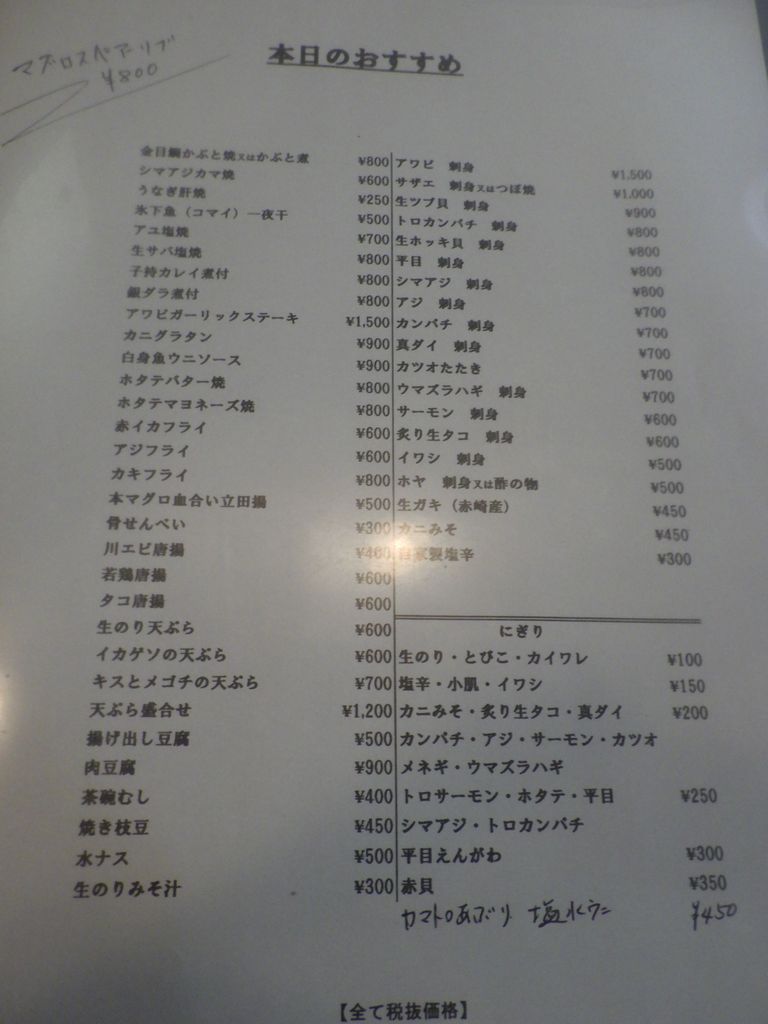 マグロスペアーリブ
¥800
本日のおすすめ
金目鯛かぶと焼又はかぶと煮 ¥800
シマアジカマ焼 ¥600
うなぎ肝焼 ¥250
氷下魚（コマイ）一夜干 ¥500
アユ塩焼 ¥700
生サバ塩焼 ¥800
子持カレイ煮付 ¥800
銀ダラ煮付 ¥800
アワビガーリックステーキ ¥1,500
カニグラタン ¥900
白身魚ウニソース ¥900
ホタテバター焼 ¥800
ホタテマヨネーズ焼 ¥800
赤イカフライ ¥600
アジフライ ¥600
カキフライ ¥800
本マグロ血合い立田揚 ¥500
骨せんべい ¥300
川エビ唐揚 ¥400
若鶏唐揚 ¥600
タコ唐揚 ¥600
生のり天ぷら ¥600
イカゲソの天ぷら ¥600
キスとメゴチの天ぷら ¥700
天ぷら盛合せ ¥1,200
揚げ出し豆腐 ¥500
肉豆腐 ¥900
茶碗むし ¥400
焼き枝豆 ¥450
水ナス ¥500
生のりみそ汁 ¥300
アワビ 刺身 ¥1,500
サザエ 刺身又はつぼ焼 ¥1,000
生ツブ貝 刺身 ¥900
トロカンパチ 刺身 ¥800
生ホッキ貝 刺身 ¥800
平目 刺身 ¥800
シマアジ 刺身 ¥800
アジ 刺身 ¥700
カンパチ 刺身 ¥700
真ダイ 刺身 ¥700
カツオたたき ¥700
ウマズラハギ 刺身 ¥700
サーモン 刺身 ¥600
炙り生タコ 刺身 ¥600
イワシ 刺身 ¥500
ホヤ 刺身又は酢の物 ¥500
生ガキ（赤崎産） ¥450
カニみそ ¥450
自家製塩辛 ¥300
にぎり
生のり・とびこ・カイワレ ¥100
塩辛・小肌・イワシ ¥150
カニみそ・炙り生タコ・真ダイ ¥200
カンパチ・アジ・サーモン・カツオ
メネギ・ウマズラハギ
トロサーモン・ホタテ・平目 ¥250
シマアジ・トロカンパチ
平目えんがわ ¥300
赤貝 ¥350
カマトロあぶり 塩水ウニ ¥450
【全て税抜価格】